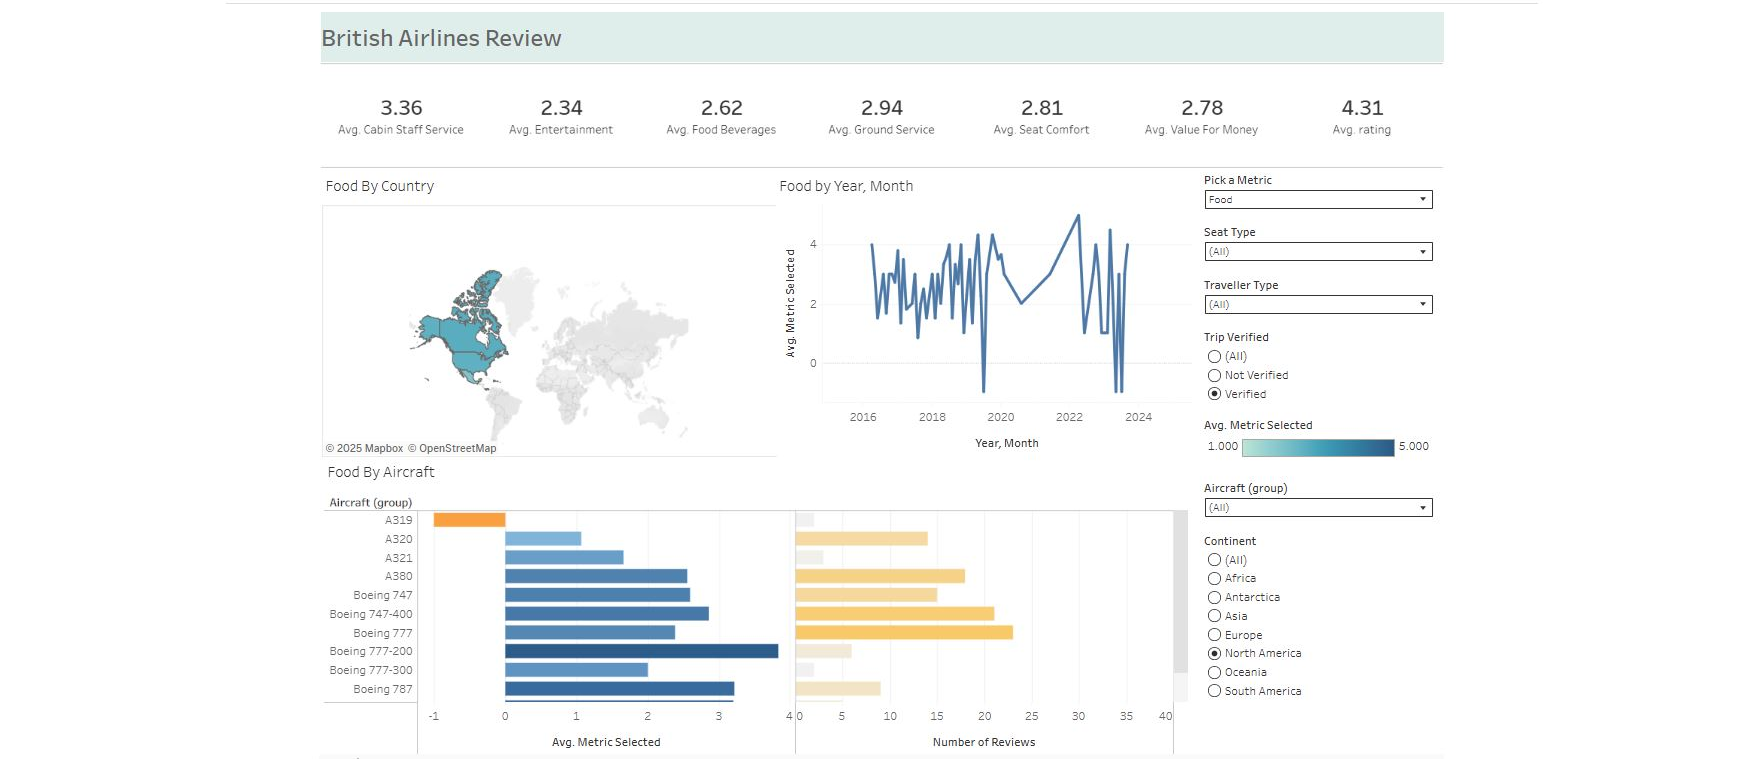 British Airlines Review
3.36 2.34 2.62 2.94 2.81 2.78 4.31
Avg. Cabin Staff Service Avg. Entertainment Avg. Food Beverages Avg. Ground Service Avg. Seat Comfort Avg. Value For Money Avg. rating
Food By Country
© 2025 Mapbox © OpenStreetMap
Food by Year, Month
Avg. Metric Selected
4
2
0
2016 2018 2020 2022 2024
Year, Month
Pick a Metric
Food
Seat Type
(All)
Traveller Type
(All)
Trip Verified
(All)
Not Verified
Verified
Avg. Metric Selected
1.000 5.000
Aircraft (group)
(All)
Continent
(All)
Africa
Antarctica
Asia
Europe
North America
Oceania
South America
Food By Aircraft
Aircraft (group)
A319
A320
A321
A380
Boeing 747
Boeing 747-400
Boeing 777
Boeing 777-200
Boeing 777-300
Boeing 787
-1 0 1 2 3 4 0 5 10 15 20 25 30 35 40
Avg. Metric Selected Number of Reviews